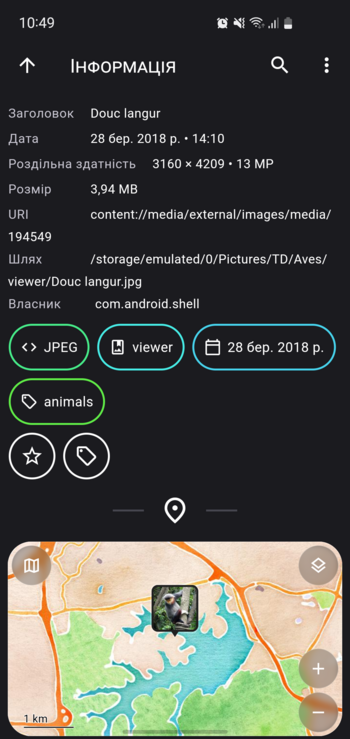 10:49
Інформація
Заголовок Douc langur
Дата 28 бер. 2018 р. • 14:10
Роздільна здатність 3160 × 4209 • 13 MP
Розмір 3,94 MB
URI content://media/external/images/media/
194549
Шлях /storage/emulated/0/Pictures/TD/Aves/
viewer/Douc langur.jpg
Власник com.android.shell
JPEG viewer 28 бер. 2018 р.
animals
1 km